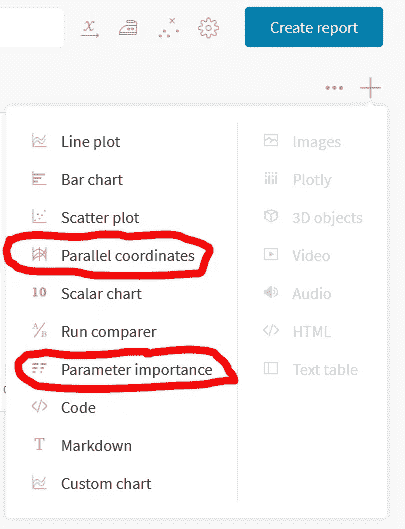 Create report
Line plot
Bar chart
Scatter plot
Parallel coordinates
10 Scalar chart
A/B Run comparer
Parameter importance
Code
Markdown
Custom chart
Images
Plotly
3D objects
Video
Audio
HTML
Text table